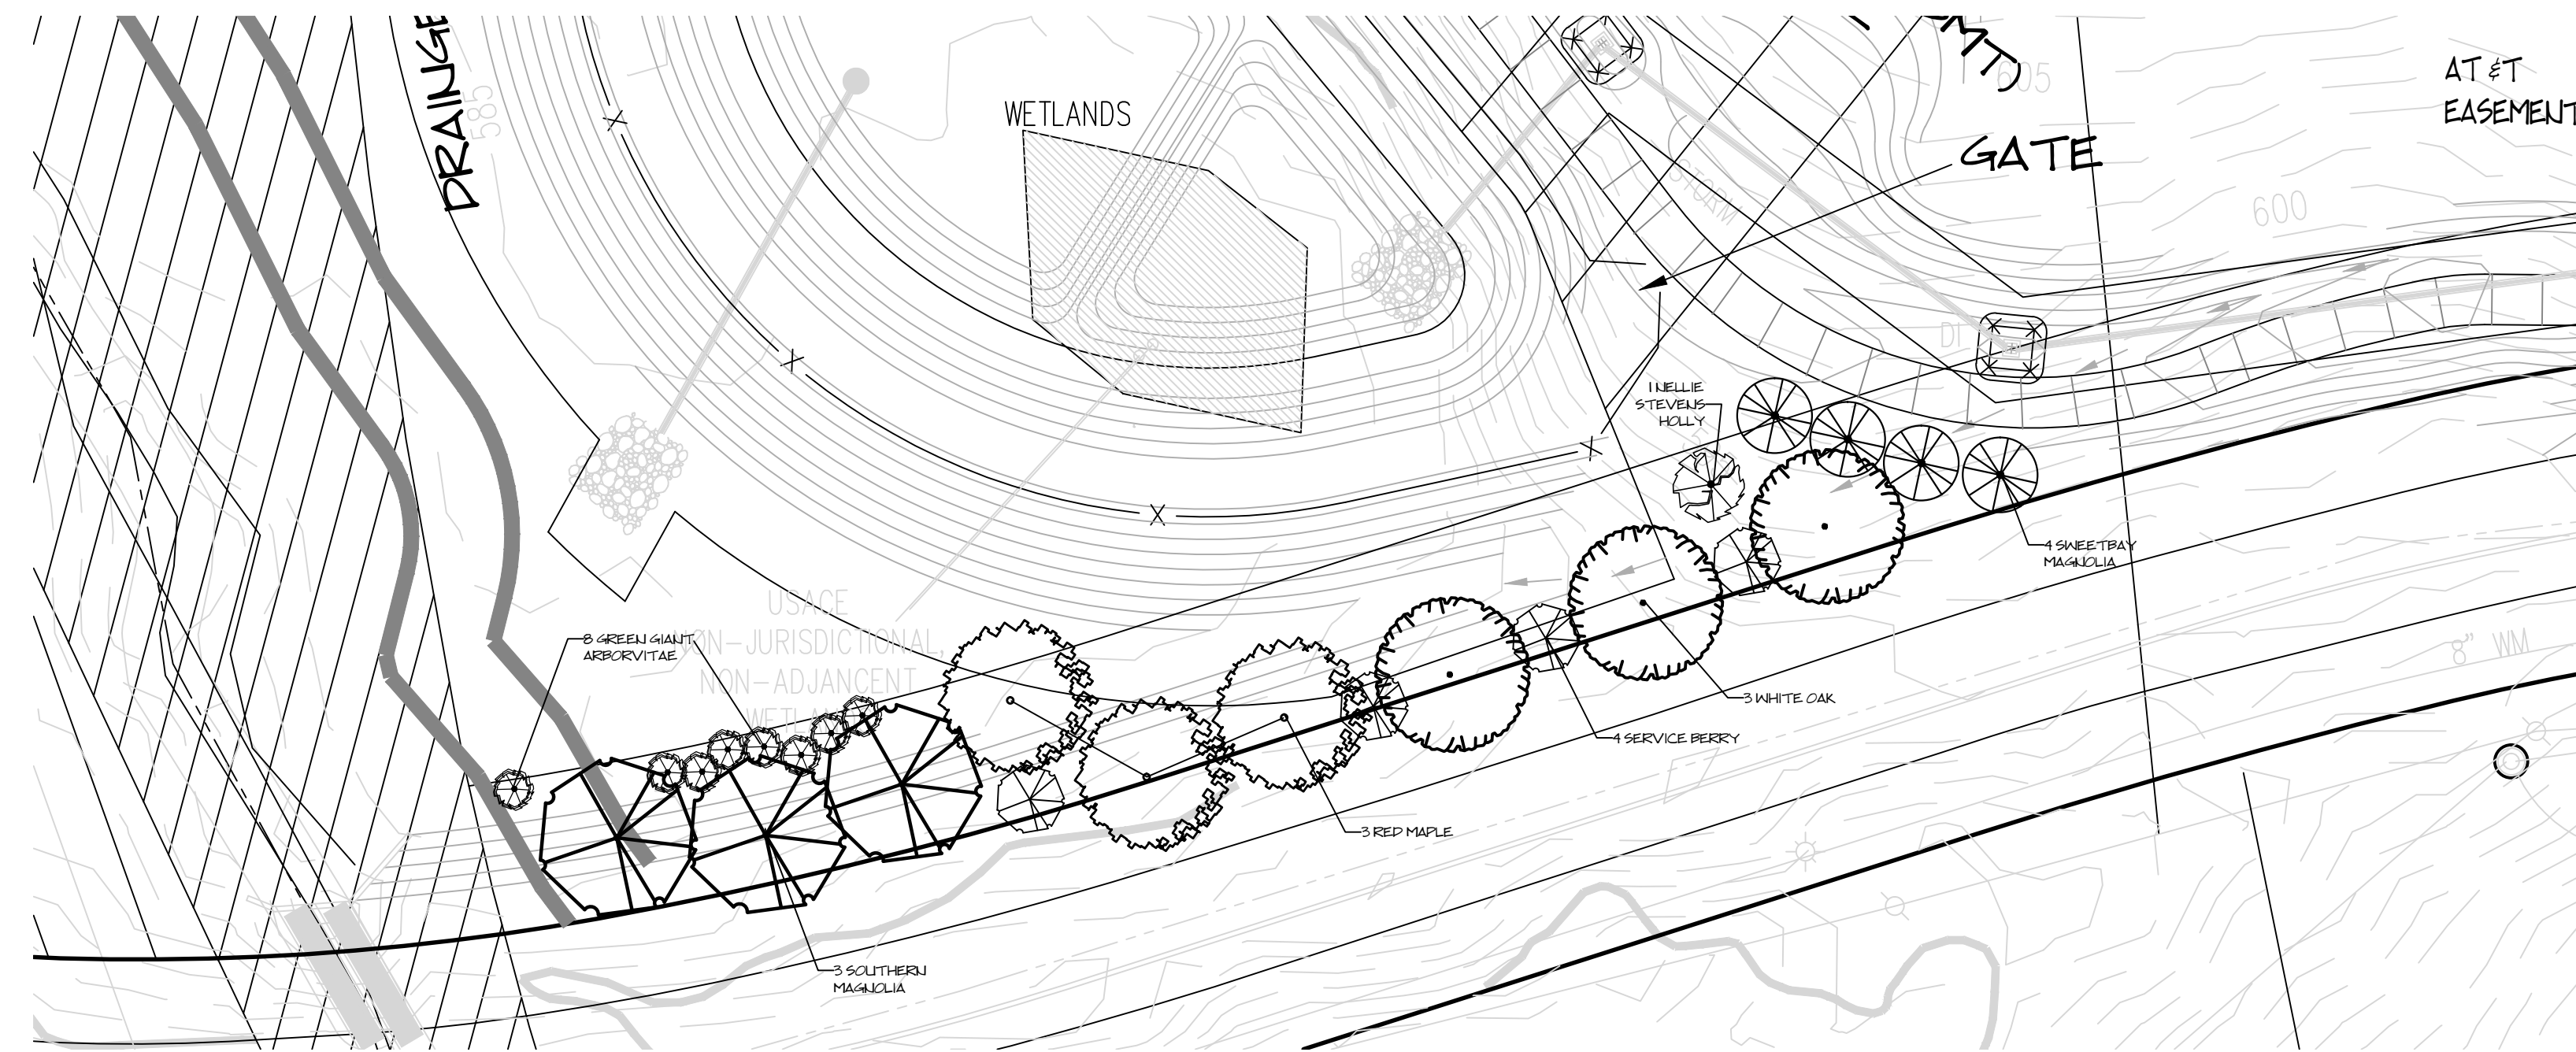 DRAINGE
585
WETLANDS
605
AT &T
EASEMENT
GATE
STORM
600
DI
1 NELLIE
STEVENS
HOLLY
4 SWEETBAY
MAGNOLIA
USACE
NON-JURISDICTIONAL,
NON-ADJANCENT
WETLAN
8 GREEN GIANT
ARBORVITAE
8" WM
3 WHITE OAK
4 SERVICE BERRY
3 RED MAPLE
3 SOUTHERN
MAGNOLIA
X
X
X
X